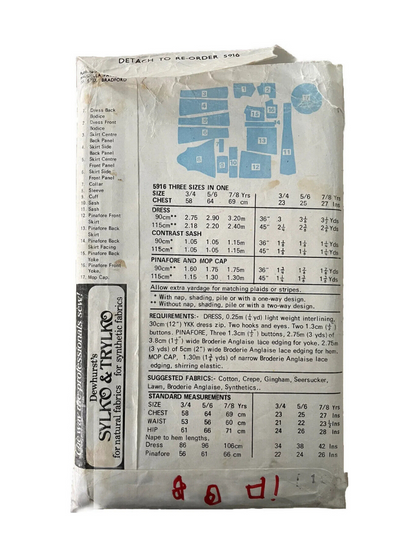 DETACH TO RE-ORDER 5916
BRADFORD
1 Dress Back
Bodice
2 Dress Front
Bodice
3 Skirt Centre
Back Panel
4 Skirt Side
Back Panel
5 Skirt Centre
Front Panel
6 Skirt Side
Front Panel
7 Collar
8 Sleeve
9 Cuff
10 Sash
11 Sash
12 Pinafore Front
Skirt
13 Pinafore Back
Skirt
14 Pinafore Back
Skirt Facing
15 Pinafore Back
Yoke
16 Pinafore Front
Yoke
17 Mop Cap
Dewhurst's
SYLKO & TRYLKO
for natural fabrics for synthetic fabrics
5916 THREE SIZES IN ONE
SIZE 3/4 5/6 7/8 Yrs 3/4 5/6 7/8 Yrs
CHEST 58 64 69 cm 23 25 27 Ins
DRESS
90cm** 2.75 2.90 3.20m 36" 3 3¼ 3½ Yds
115cm** 2.18 2.20 2.40m 45"
CONTRAST SASH
90cm* 1.05 1.05 1.15m 36"
115cm* 1.05 1.05 1.15m 45"
PINAFORE AND MOP CAP
90cm** 1.60 1.75 1.75m 36"
115cm** 1.15 1.30 1.30m 45"
Allow extra yardage for matching plaids or stripes.
* With nap, shading, pile or with a one-way design.
** Without nap, shading, pile or with a two-way design.
REQUIREMENTS:- DRESS, 0.25m (¼ yd) light weight interlining,
30cm (12") YKK dress zip. Two hooks and eyes. Two 1.3cm (½")
buttons. PINAFORE, Three 1.3cm (½") buttons, 2.75m (3 yds) of
3.8cm (1½") wide Broderie Anglaise lace edging for yoke. 2.75m
(3 yds) of 5cm (2") wide Broderie Anglaise lace edging for hem.
MOP CAP, 1.30m of narrow Broderie Anglaise lace
edging, shirring elastic.
SUGGESTED FABRICS:- Cotton, Crepe, Gingham, Seersucker,
Lawn, Broderie Anglaise, Synthetics.
STANDARD MEASUREMENTS
SIZE 3/4 5/6 7/8 Yrs 3/4 5/6 7/8 Yrs
CHEST 58 64 69 cm 23 25 27 Ins
WAIST 53 56 60 cm 21 22 23½ Ins
HIP 61 66 71 cm 24 26 28 Ins
Nape to hem lengths.
Dress 86 96 106cm 34 38 42 Ins
Pinafore 56 61 66 cm 22 24 26 Ins